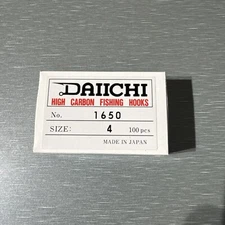 DAIICHI
HIGH CARBON FISHING HOOKS
No. 1650
SIZE: 4 100 pcs
MADE IN JAPAN